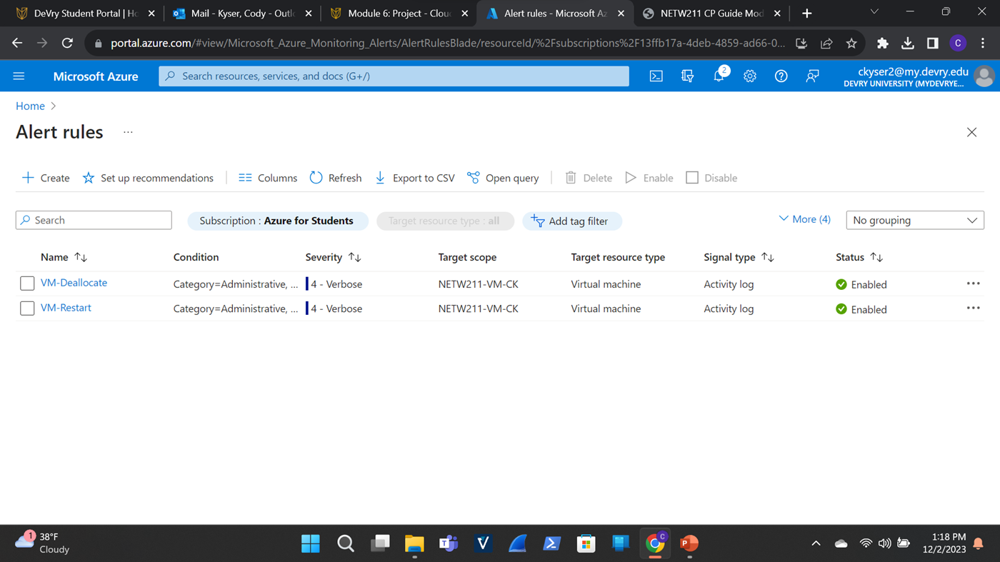 DeVry Student Portal | Ho
Mail - Kyser, Cody - Outlo
Module 6: Project - Cloud
Alert rules - Microsoft Az
NETW211 CP Guide Mod
portal.azure.com/#view/Microsoft_Azure_Monitoring_Alerts/AlertRulesBlade/resourceId/%2Fsubscriptions%2F13ffb17a-4deb-4859-ad66-0...
C
Microsoft Azure
Search resources, services, and docs (G+/)
2
ckyser2@my.devry.edu
DEVRY UNIVERSITY (MYDEVRYE...
Home >
Alert rules ...
Create
Set up recommendations
Columns
Refresh
Export to CSV
Open query
Delete
Enable
Disable
Search
Subscription : Azure for Students
Target resource type : all
Add tag filter
More (4)
No grouping
Name Condition Severity Target scope Target resource type Signal type Status
VM-Deallocate Category=Administrative, ... 4 - Verbose NETW211-VM-CK Virtual machine Activity log Enabled
VM-Restart Category=Administrative, ... 4 - Verbose NETW211-VM-CK Virtual machine Activity log Enabled
1
38°F
Cloudy
T
V
C
P
1:18 PM
12/2/2023